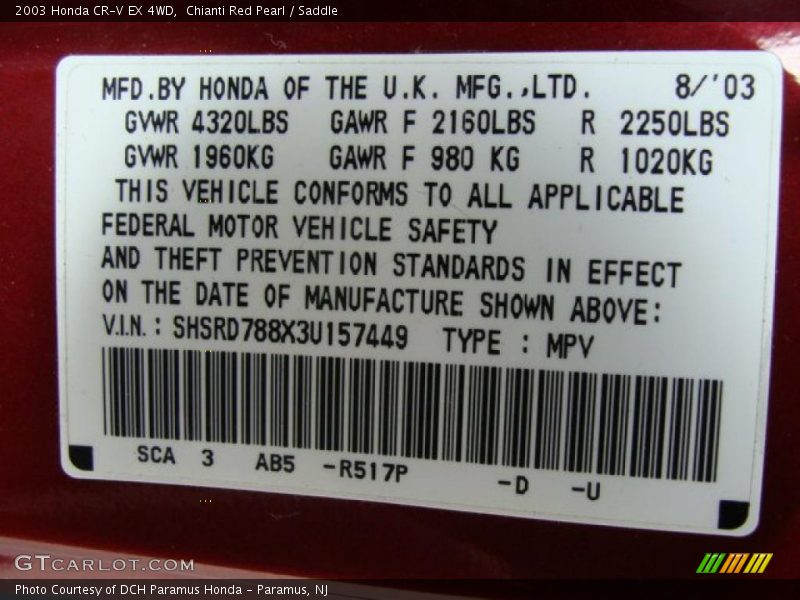 2003 Honda CR-V EX 4WD,  Chianti Red Pearl / Saddle
MFD.BY HONDA OF THE U.K. MFG.,LTD. 8/'03
GVWR 4320LBS GAWR F 2160LBS R 2250LBS
GVWR 1960KG GAWR F 980 KG R 1020KG
THIS VEHICLE CONFORMS TO ALL APPLICABLE
FEDERAL MOTOR VEHICLE SAFETY
AND THEFT PREVENTION STANDARDS IN EFFECT
ON THE DATE OF MANUFACTURE SHOWN ABOVE:
V.I.N.: SHSRD788X3U157449 TYPE : MPV
SCA 3 AB5 -R517P -D -U
GTCARLOT.COM
Photo Courtesy of DCH Paramus Honda - Paramus, NJ